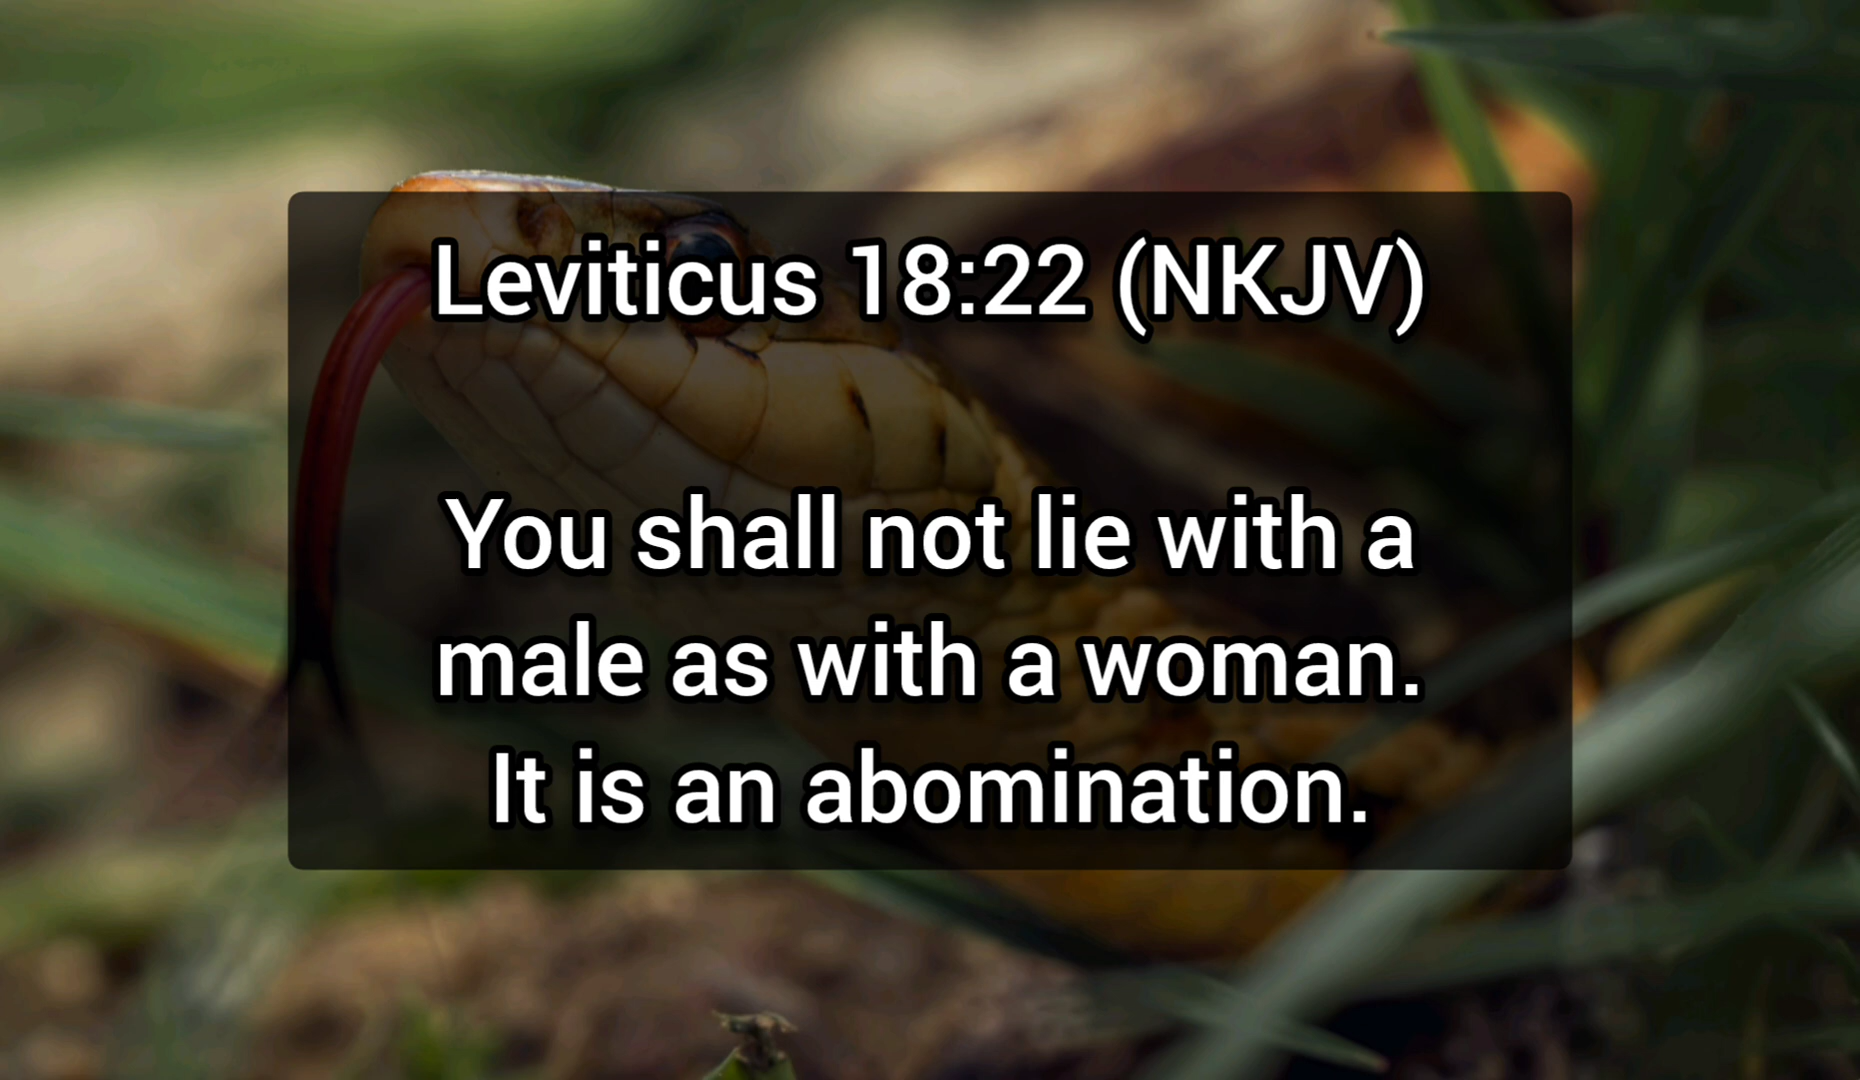 Leviticus 18:22 (NKJV)
You shall not lie with a
male as with a woman.
It is an abomination.